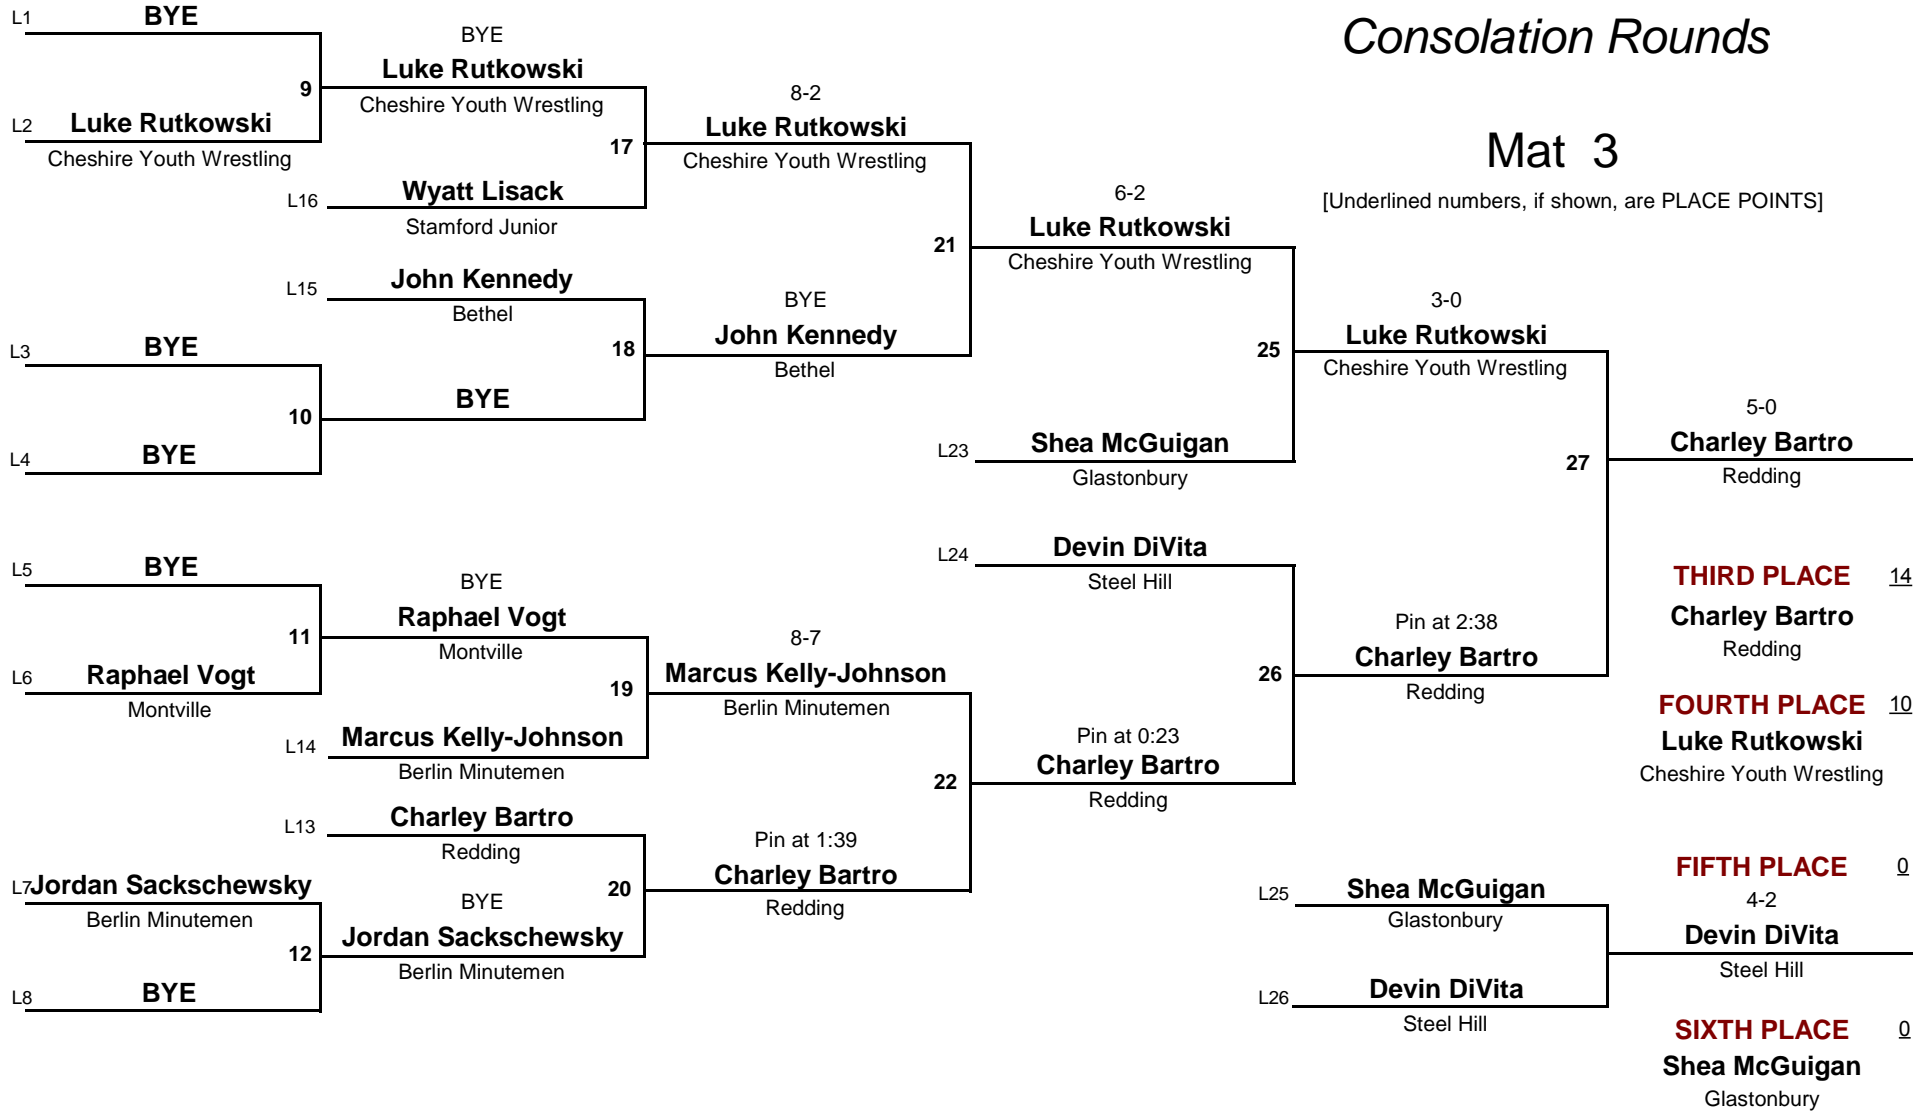 Consolation Rounds
Mat 3
[Underlined numbers, if shown, are PLACE POINTS]
L1 BYE
9
L2 Luke Rutkowski
Cheshire Youth Wrestling
BYE
Luke Rutkowski
Cheshire Youth Wrestling
17
L16 Wyatt Lisack
Stamford Junior
L15 John Kennedy
Bethel
18
L3 BYE
10
L4 BYE
BYE
8-2
Luke Rutkowski
Cheshire Youth Wrestling
21
BYE
John Kennedy
Bethel
6-2
Luke Rutkowski
Cheshire Youth Wrestling
25
L23 Shea McGuigan
Glastonbury
3-0
Luke Rutkowski
Cheshire Youth Wrestling
27
5-0
Charley Bartro
Redding
L5 BYE
11
L6 Raphael Vogt
Montville
BYE
Raphael Vogt
Montville
19
L14 Marcus Kelly-Johnson
Berlin Minutemen
L13 Charley Bartro
Redding
20
L7 Jordan Sackschewsky
Berlin Minutemen
12
L8 BYE
BYE
Jordan Sackschewsky
Berlin Minutemen
8-7
Marcus Kelly-Johnson
Berlin Minutemen
22
Pin at 1:39
Charley Bartro
Redding
L24 Devin DiVita
Steel Hill
26
Pin at 0:23
Charley Bartro
Redding
Pin at 2:38
Charley Bartro
Redding
THIRD PLACE 14
Charley Bartro
Redding
FOURTH PLACE 10
Luke Rutkowski
Cheshire Youth Wrestling
L25 Shea McGuigan
Glastonbury
L26 Devin DiVita
Steel Hill
FIFTH PLACE 0
4-2
Devin DiVita
Steel Hill
SIXTH PLACE 0
Shea McGuigan
Glastonbury